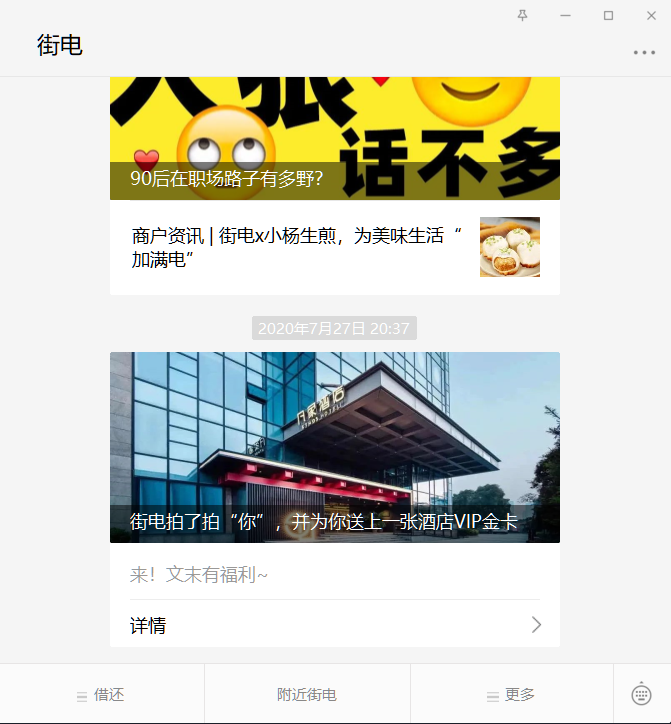 街电
话不多
90后在职场路子有多野？
商户资讯 | 街电x小杨生煎，为美味生活“
加满电”
2020年7月27日 20:37
街电拍了拍“你”，并为你送上一张酒店VIP金卡
来！文末有福利~
详情
借还
附近街电
更多